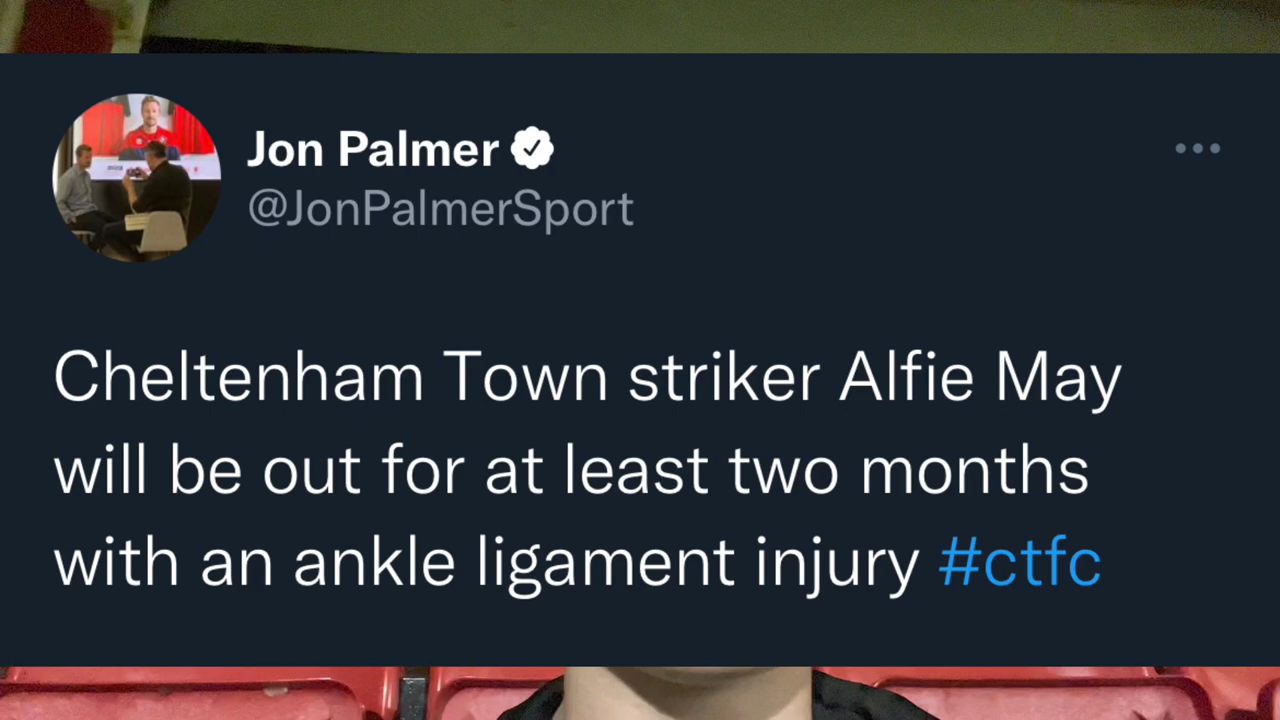 Jon Palmer
@JonPalmerSport
Cheltenham Town striker Alfie May
will be out for at least two months
with an ankle ligament injury #ctfc